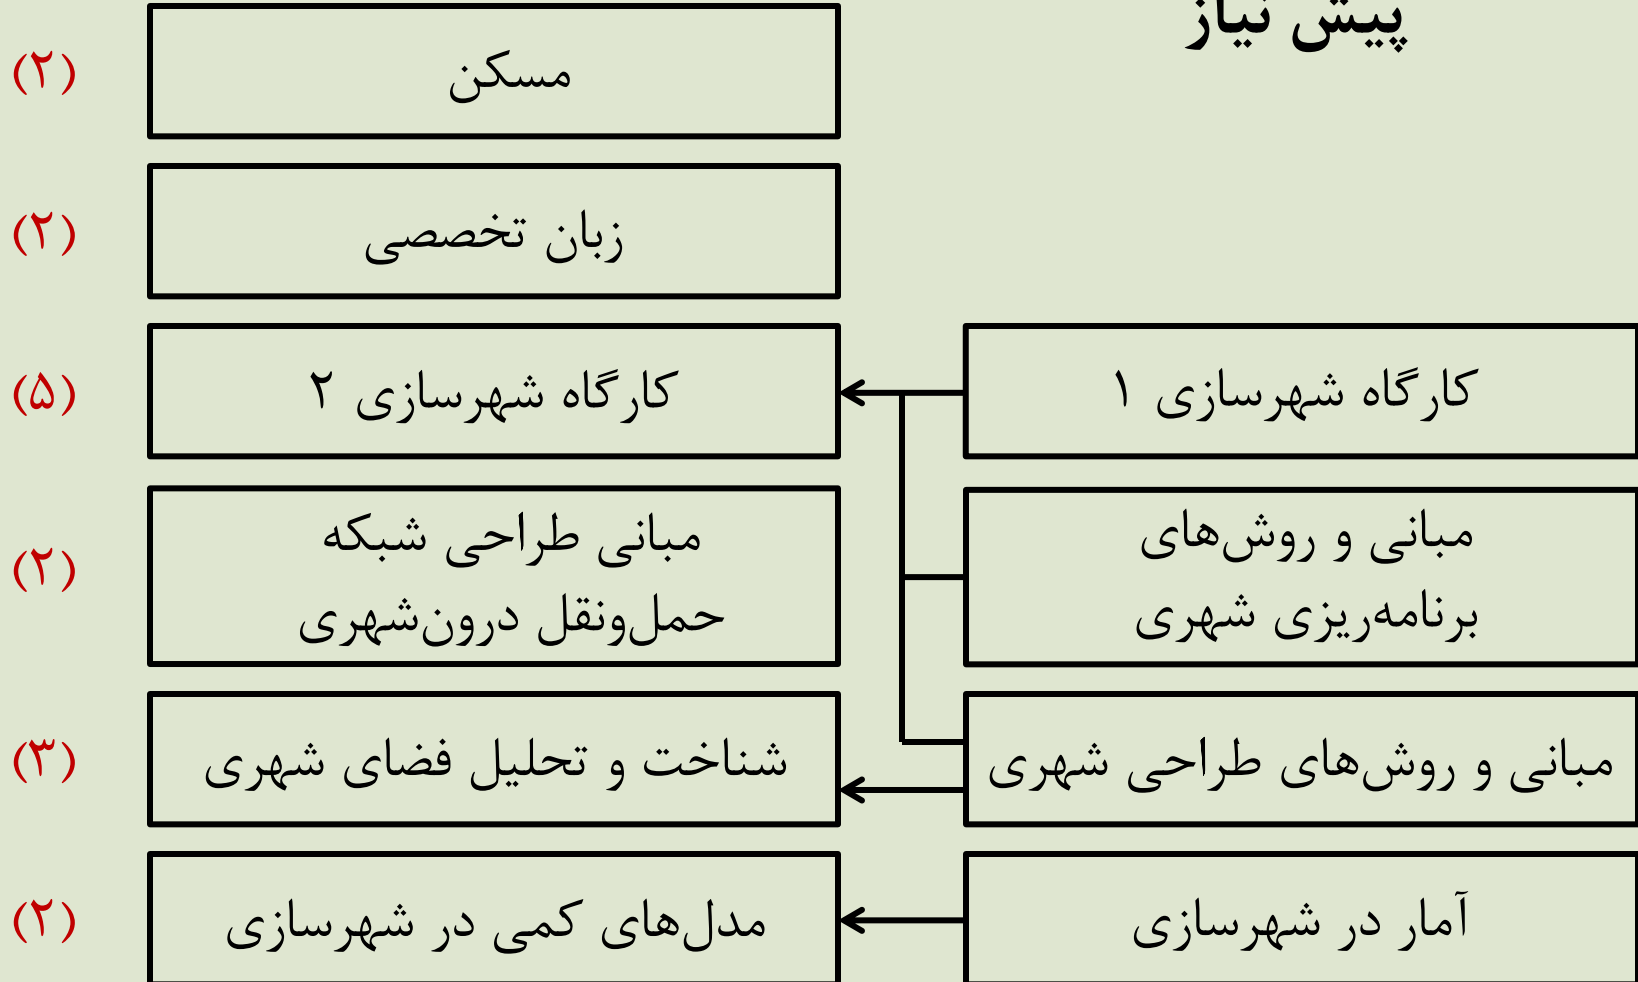 پیش نیاز
مسکن
(۲)
زبان تخصصی
(۲)
کارگاه شهرسازی ۱
کارگاه شهرسازی ۲
(۵)
مبانی و روش‌های
برنامه‌ریزی شهری
مبانی طراحی شبکه
حمل‌ونقل درون‌شهری
(۲)
مبانی و روش‌های طراحی شهری
شناخت و تحلیل فضای شهری
(۳)
آمار در شهرسازی
مدل‌های کمی در شهرسازی
(۲)